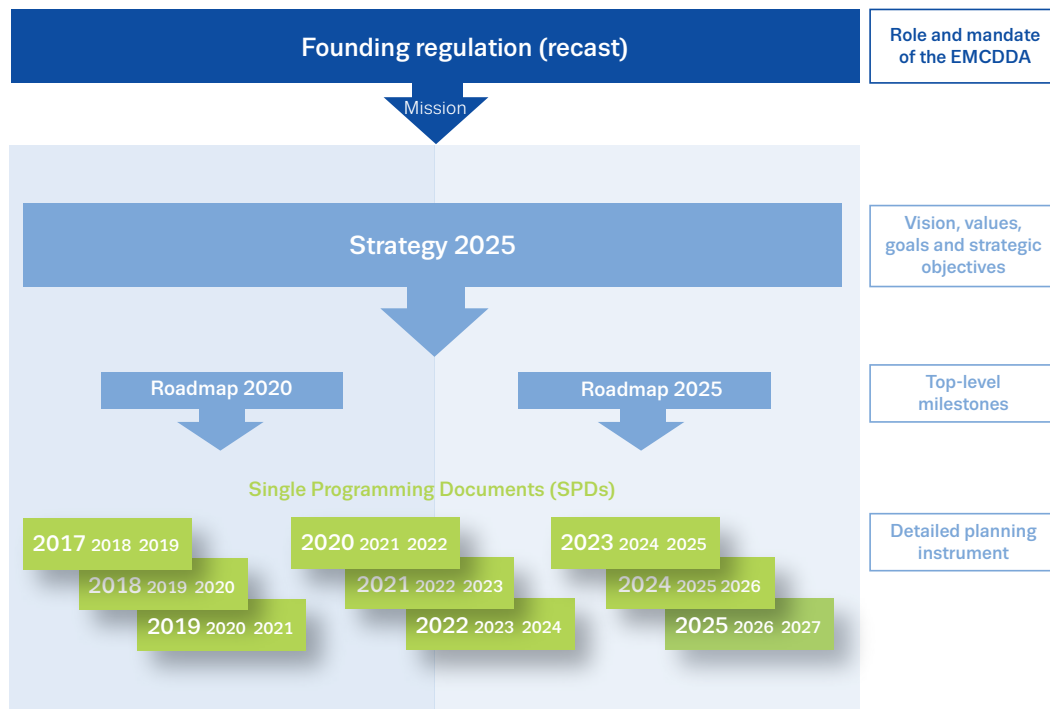 Founding regulation (recast)
Role and mandate
of the EMCDDA
Mission
Strategy 2025
Vision, values,
goals and strategic
objectives
Roadmap 2020
Roadmap 2025
Top-level
milestones
Single Programming Documents (SPDs)
Detailed planning
instrument
2017 2018 2019
2018 2019 2020
2019 2020 2021
2020 2021 2022
2021 2022 2023
2022 2023 2024
2023 2024 2025
2024 2025 2026
2025 2026 2027